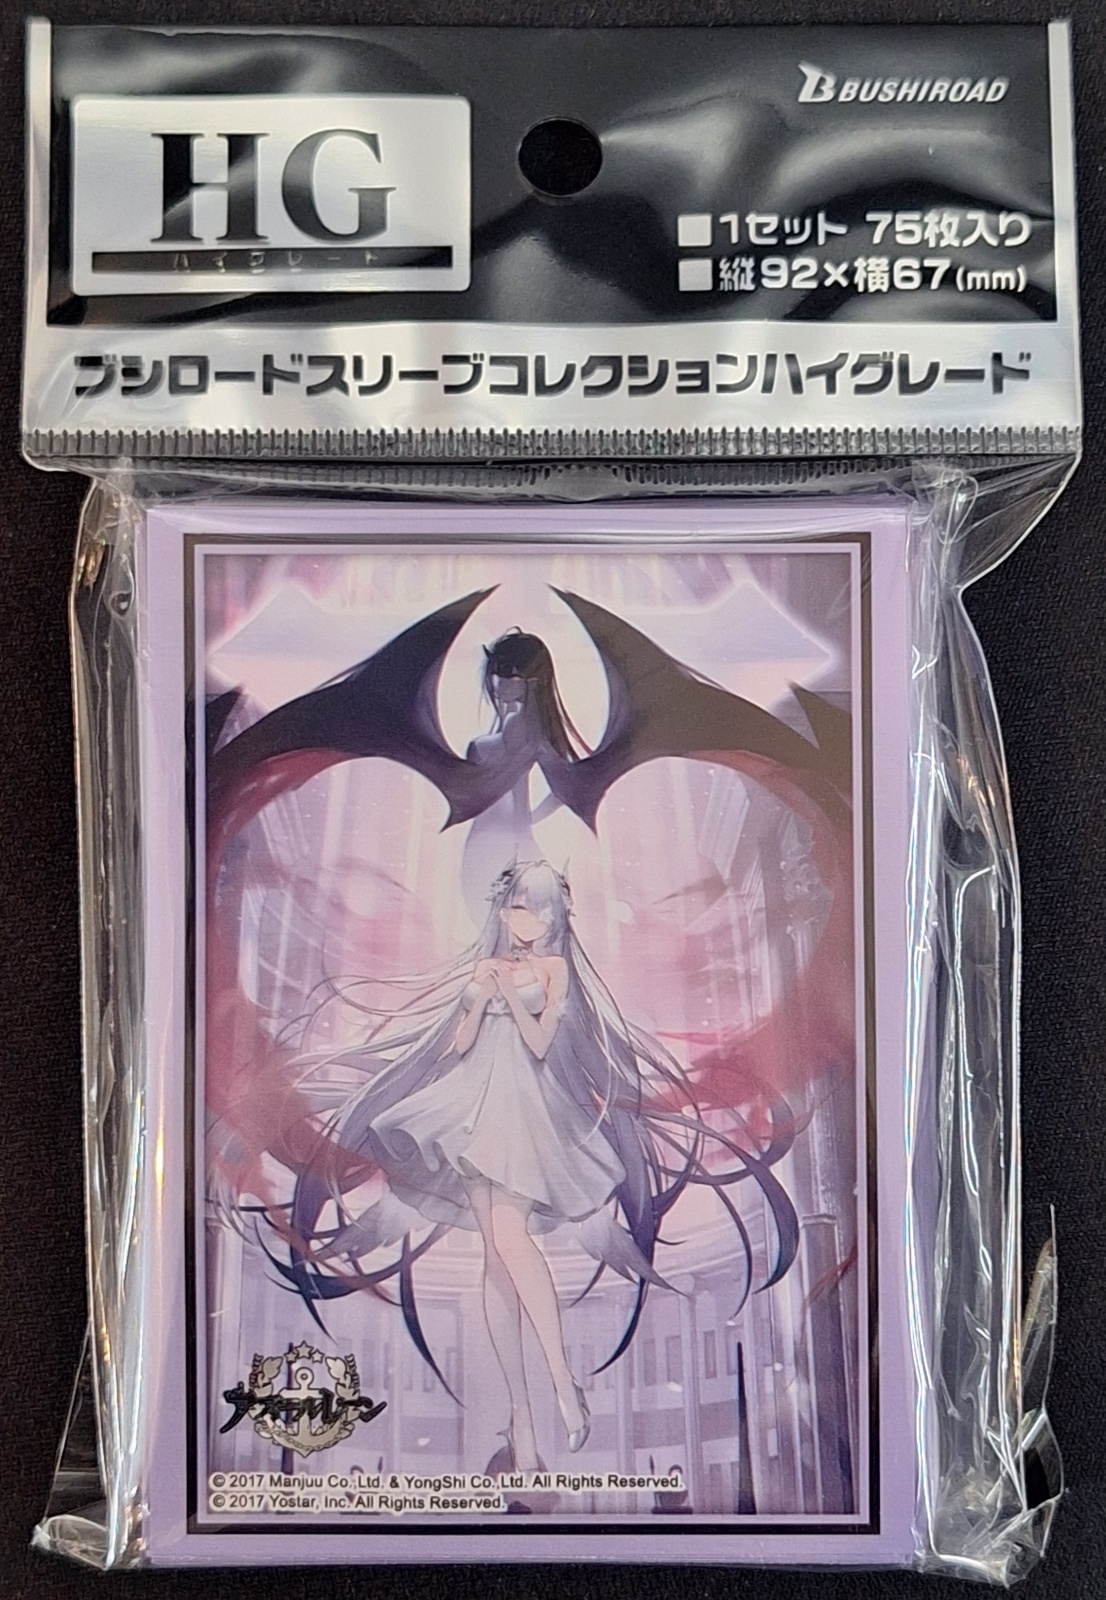 BUSHIROAD
HG
ハイグレード
■1セット 75枚入り
■縦92×横67(mm)
ブシロードスリーブコレクションハイグレード
アズールレーン
© 2017 Manjuu Co.,Ltd. & YongShi Co.,Ltd. All Rights Reserved.
© 2017 Yostar, Inc. All Rights Reserved.